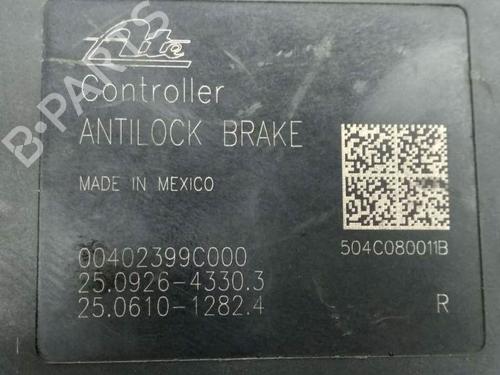 Ate
Controller
ANTILOCK BRAKE
MADE IN MEXICO
00402399C000
25.0926-4330.3
25.0610-1282.4
504C080011B
R
B-PARTS